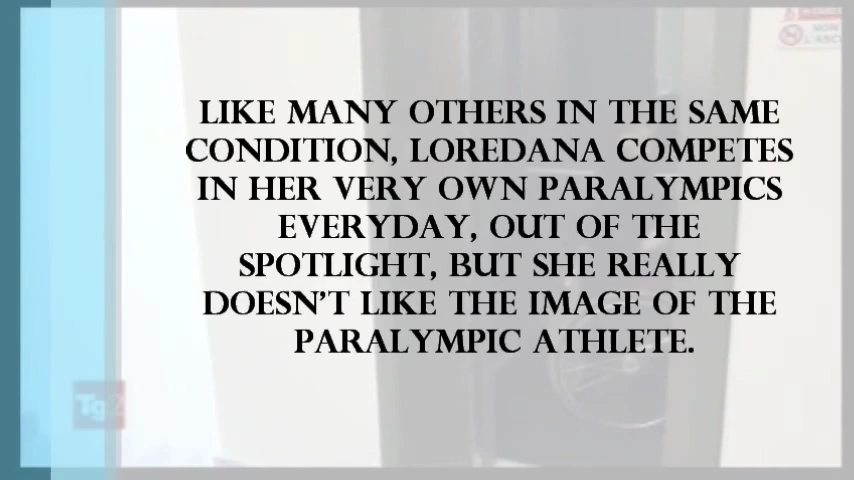 LIKE MANY OTHERS IN THE SAME
CONDITION, LOREDANA COMPETES
IN HER VERY OWN PARALYMPICS
EVERYDAY, OUT OF THE
SPOTLIGHT, BUT SHE REALLY
DOESN'T LIKE THE IMAGE OF THE
PARALYMPIC ATHLETE.
Tg2